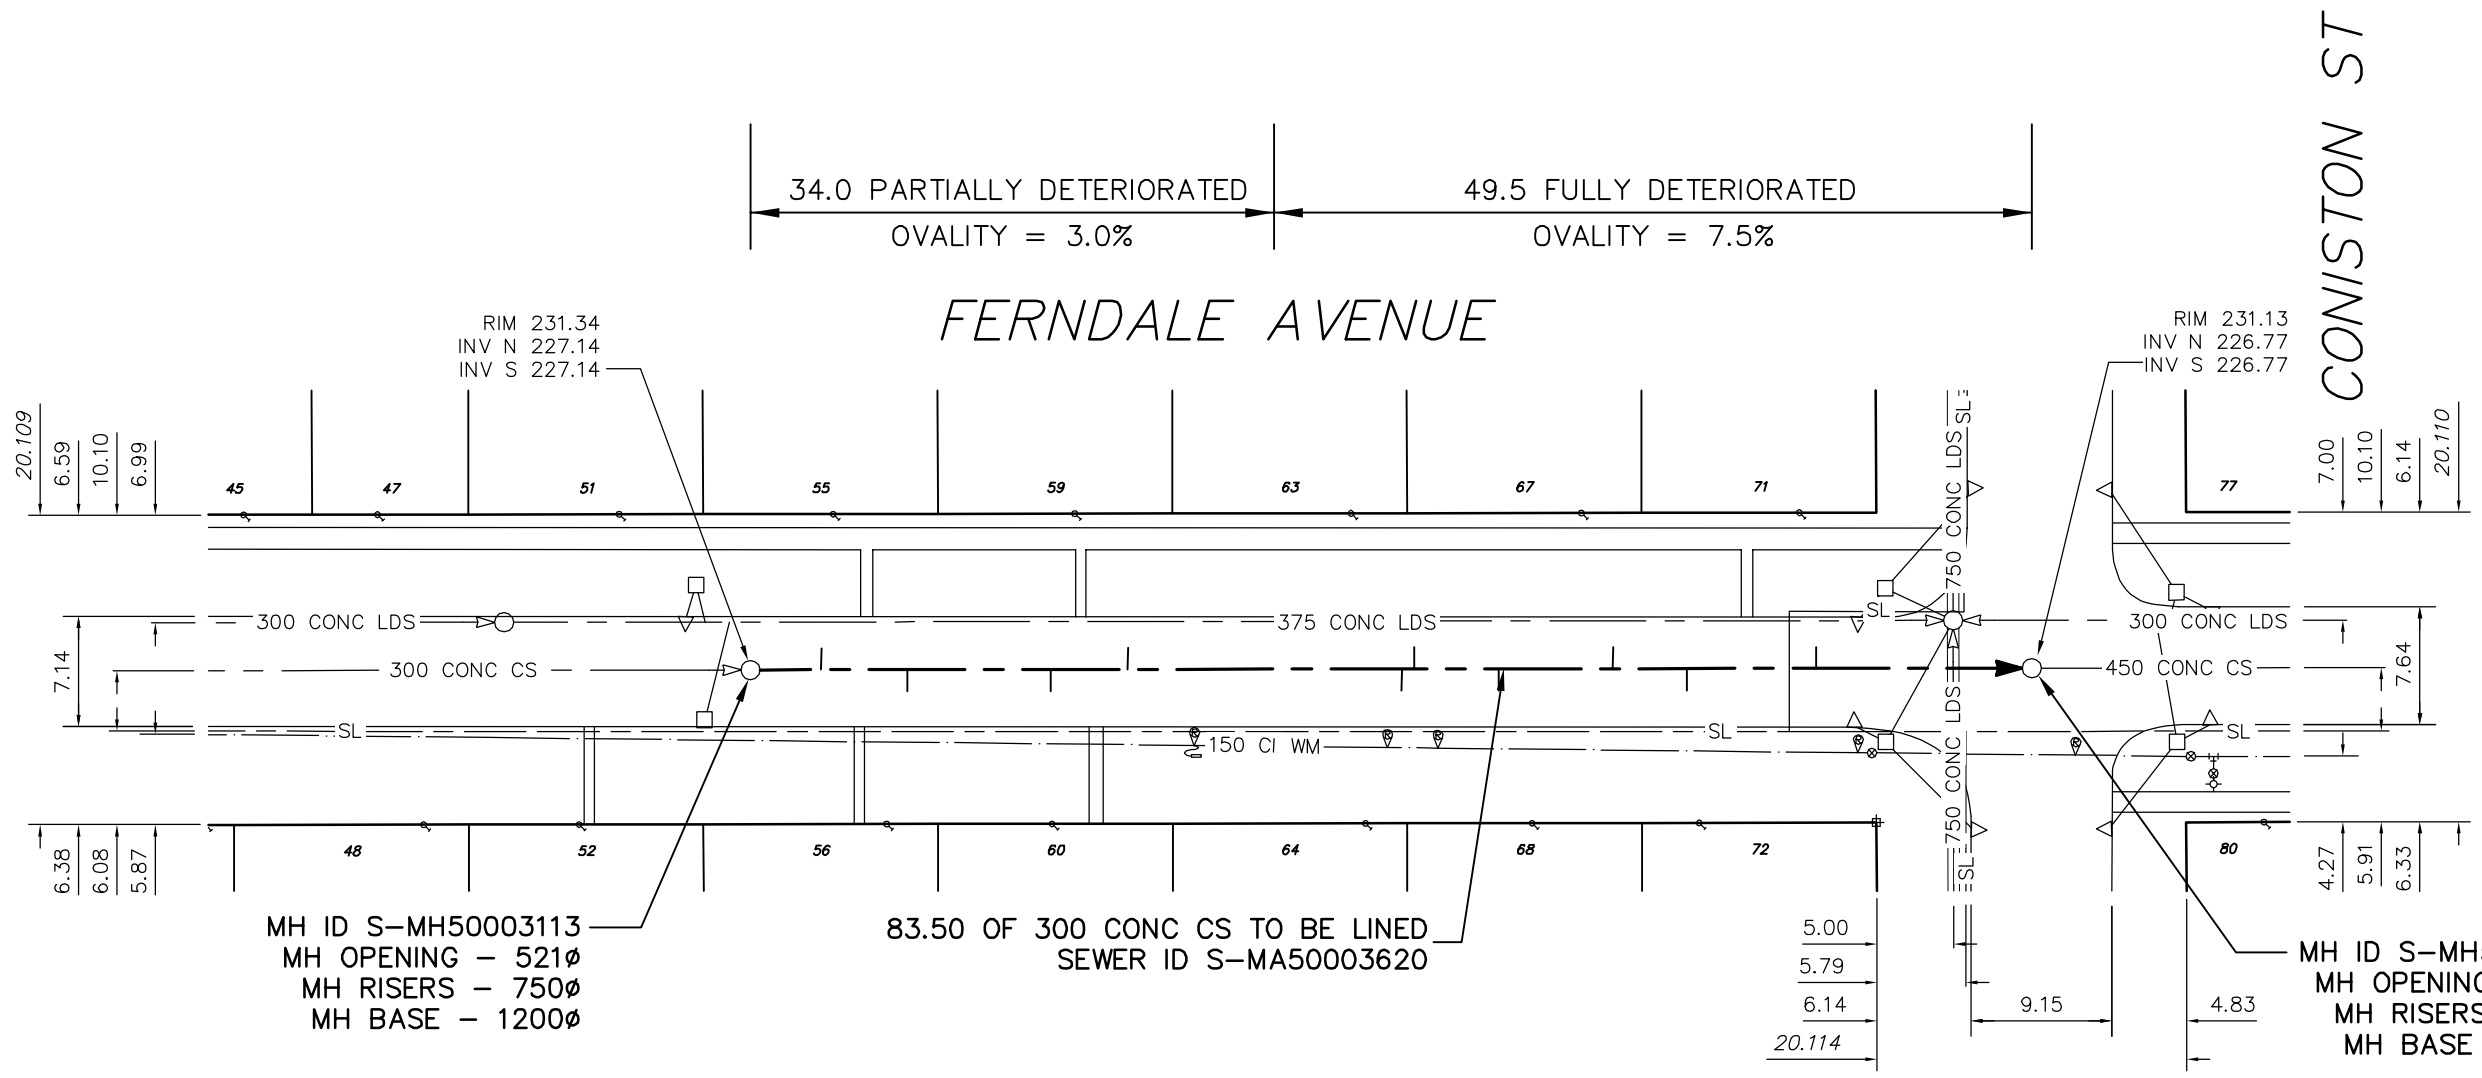 CONISTON ST
34.0 PARTIALLY DETERIORATED
OVALITY = 3.0%
49.5 FULLY DETERIORATED
OVALITY = 7.5%
FERNDALE AVENUE
RIM 231.34
INV N 227.14
INV S 227.14
RIM 231.13
INV N 226.77
INV S 226.77
20.109
6.59
10.10
6.99
7.00
10.10
6.14
20.110
45
47
51
55
59
63
67
71
77
750 CONC LDS
SL
300 CONC LDS
375 CONC LDS
SL
300 CONC LDS
7.14
300 CONC CS
450 CONC CS
7.64
SL
150 CI WM
SL
SL
750 CONC LDS
SL
48
52
56
60
64
68
72
80
6.38
6.08
5.87
4.27
5.91
6.33
MH ID S-MH50003113
MH OPENING - 521ø
MH RISERS - 750ø
MH BASE - 1200ø
83.50 OF 300 CONC CS TO BE LINED
SEWER ID S-MA50003620
5.00
5.79
6.14
20.114
9.15
4.83
MH ID S-MH
MH OPENING
MH RISERS
MH BASE